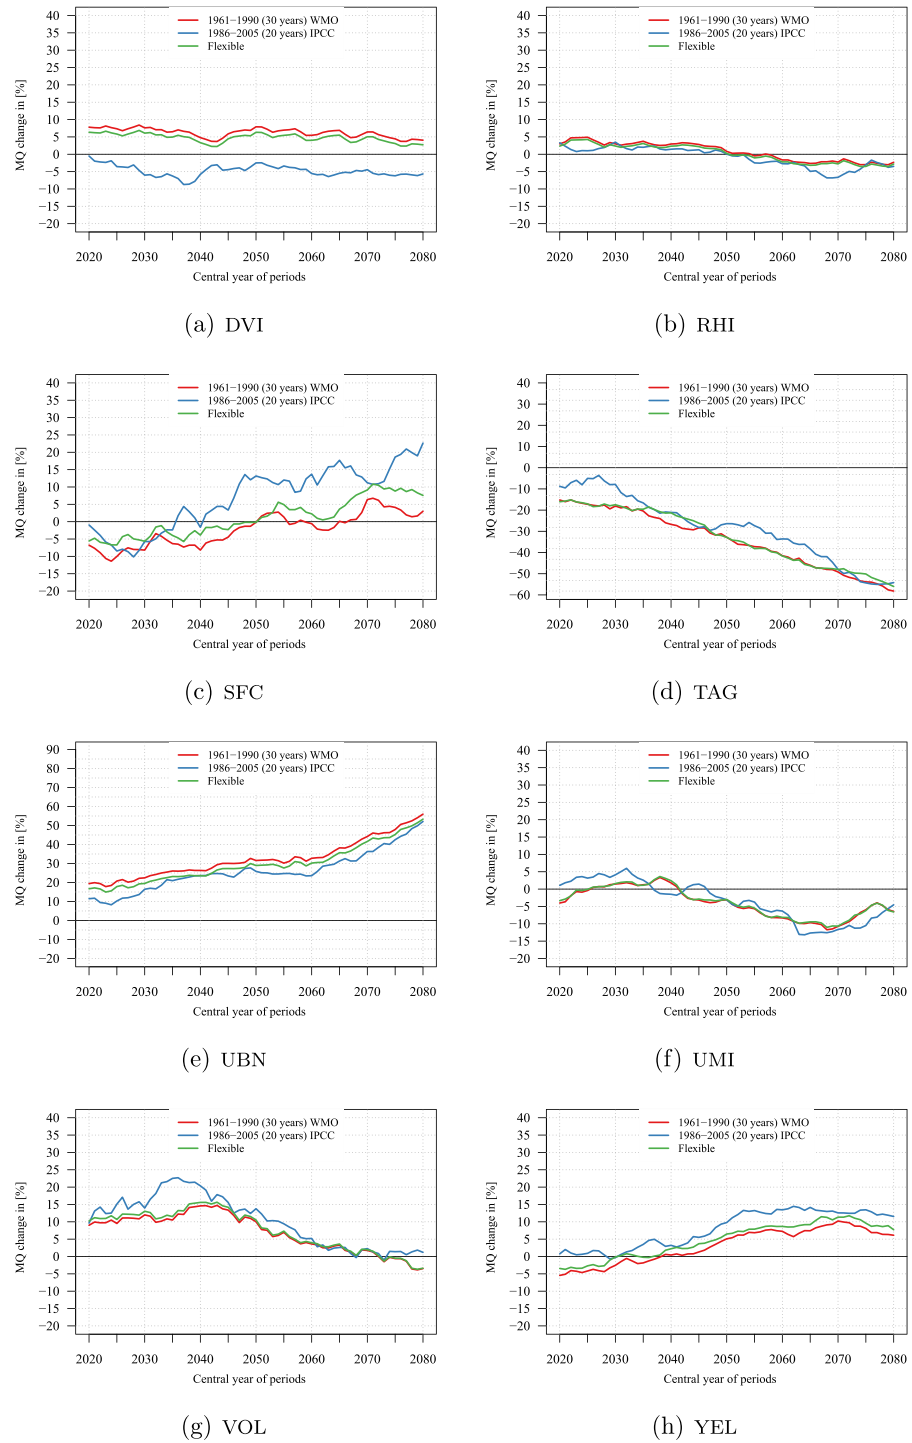 1961−1990 (30 years) WMO
1986−2005 (20 years) IPCC
Flexible
MQ change in [%]
40
35
30
25
20
15
10
5
0
−5
−10
−15
−20
2020 2030 2040 2050 2060 2070 2080
Central year of periods
(a) DVI
1961−1990 (30 years) WMO
1986−2005 (20 years) IPCC
Flexible
MQ change in [%]
40
35
30
25
20
15
10
5
0
−5
−10
−15
−20
2020 2030 2040 2050 2060 2070 2080
Central year of periods
(b) RHI
1961−1990 (30 years) WMO
1986−2005 (20 years) IPCC
Flexible
MQ change in [%]
40
35
30
25
20
15
10
5
0
−5
−10
−15
−20
2020 2030 2040 2050 2060 2070 2080
Central year of periods
(c) SFC
1961−1990 (30 years) WMO
1986−2005 (20 years) IPCC
Flexible
MQ change in [%]
40
30
20
10
0
−10
−20
−30
−40
−50
−60
2020 2030 2040 2050 2060 2070 2080
Central year of periods
(d) TAG
1961−1990 (30 years) WMO
1986−2005 (20 years) IPCC
Flexible
MQ change in [%]
90
80
70
60
50
40
30
20
10
0
−10
−20
2020 2030 2040 2050 2060 2070 2080
Central year of periods
(e) UBN
1961−1990 (30 years) WMO
1986−2005 (20 years) IPCC
Flexible
MQ change in [%]
40
35
30
25
20
15
10
5
0
−5
−10
−15
−20
2020 2030 2040 2050 2060 2070 2080
Central year of periods
(f) UMI
1961−1990 (30 years) WMO
1986−2005 (20 years) IPCC
Flexible
MQ change in [%]
40
35
30
25
20
15
10
5
0
−5
−10
−15
−20
2020 2030 2040 2050 2060 2070 2080
Central year of periods
(g) VOL
1961−1990 (30 years) WMO
1986−2005 (20 years) IPCC
Flexible
MQ change in [%]
40
35
30
25
20
15
10
5
0
−5
−10
−15
−20
2020 2030 2040 2050 2060 2070 2080
Central year of periods
(h) YEL